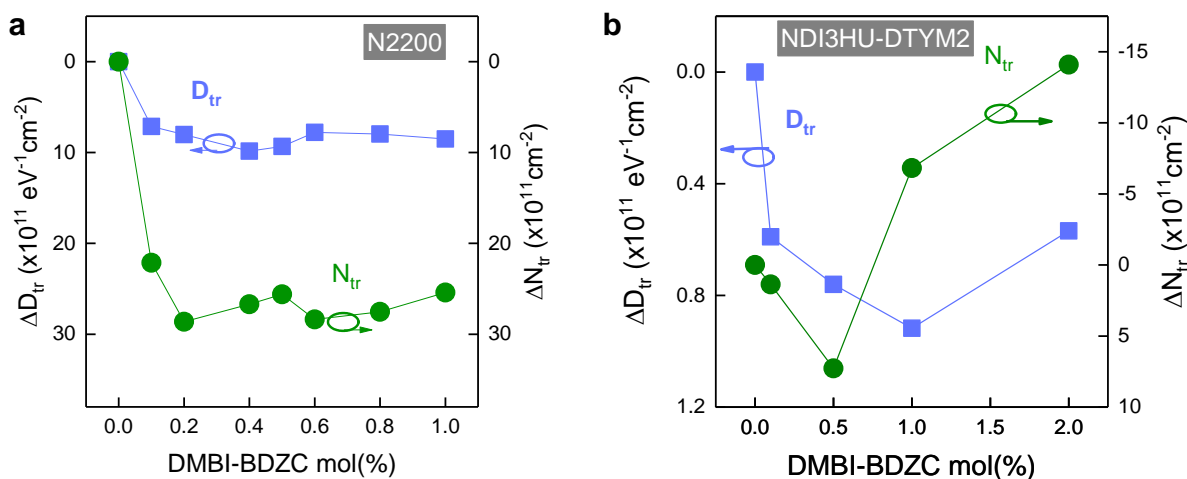 a
N2200
0
10
20
30
ΔD_tr (x10^11 eV^-1cm^-2)
D_tr
N_tr
0
10
20
30
ΔN_tr (x10^11cm^-2)
0.0 0.2 0.4 0.6 0.8 1.0
DMBI-BDZC mol(%)
b
NDI3HU-DTYM2
0.0
0.4
0.8
1.2
ΔD_tr (x10^11 eV^-1cm^-2)
N_tr
D_tr
-15
-10
-5
0
5
10
ΔN_tr (x10^11cm^-2)
0.0 0.5 1.0 1.5 2.0
DMBI-BDZC mol(%)